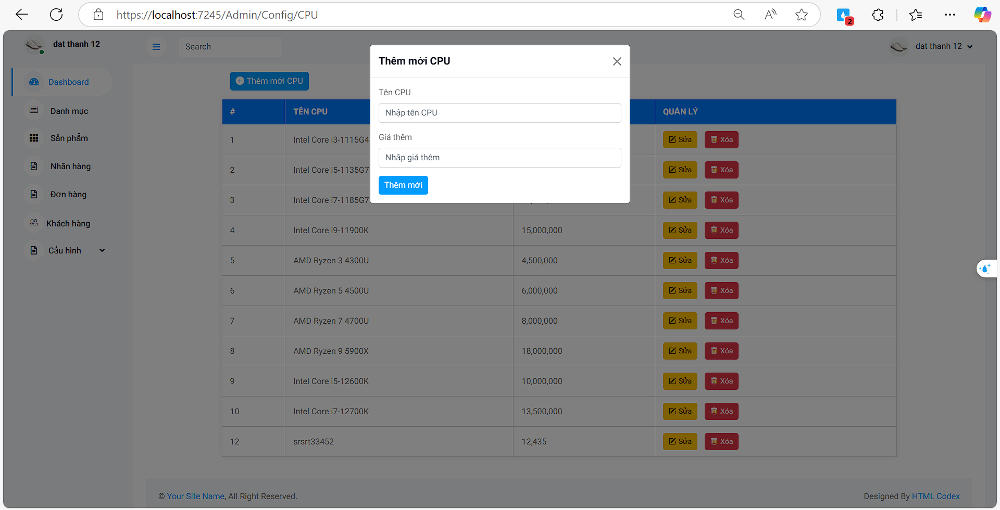 https://localhost:7245/Admin/Config/CPU
2
dat thanh 12
Search
dat thanh 12
Dashboard
Danh mục
Sản phẩm
Nhãn hàng
Đơn hàng
Khách hàng
Cấu hình
Thêm mới CPU
Thêm mới CPU
Tên CPU
Nhập tên CPU
Giá thêm
Nhập giá thêm
Thêm mới
# TÊN CPU QUẢN LÝ
1 Intel Core i3-1115G4 Sửa Xóa
2 Intel Core i5-1135G7 Sửa Xóa
3 Intel Core i7-1185G7 Sửa Xóa
4 Intel Core i9-11900K 15,000,000 Sửa Xóa
5 AMD Ryzen 3 4300U 4,500,000 Sửa Xóa
6 AMD Ryzen 5 4500U 6,000,000 Sửa Xóa
7 AMD Ryzen 7 4700U 8,000,000 Sửa Xóa
8 AMD Ryzen 9 5900X 18,000,000 Sửa Xóa
9 Intel Core i5-12600K 10,000,000 Sửa Xóa
10 Intel Core i7-12700K 13,500,000 Sửa Xóa
12 srsrt33452 12,435 Sửa Xóa
© Your Site Name, All Right Reserved.
Designed By HTML Codex